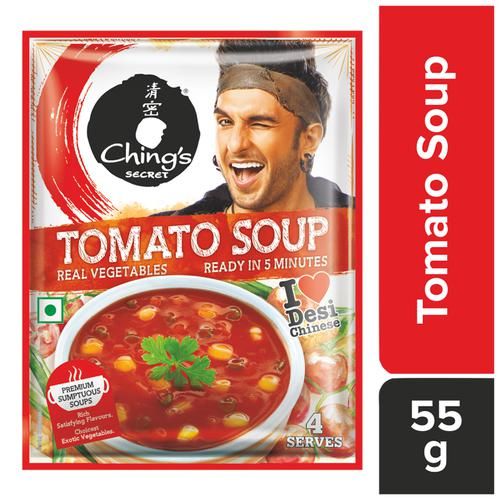 清
密
Ching's
SECRET
TOMATO SOUP
REAL VEGETABLES
READY IN 5 MINUTES
I
Desi
Chinese
PREMIUM
SUMPTUOUS
SOUPS
Rich
Satisfying Flavours.
Choicest
Exotic Vegetables.
4
SERVES
Tomato Soup
55
g